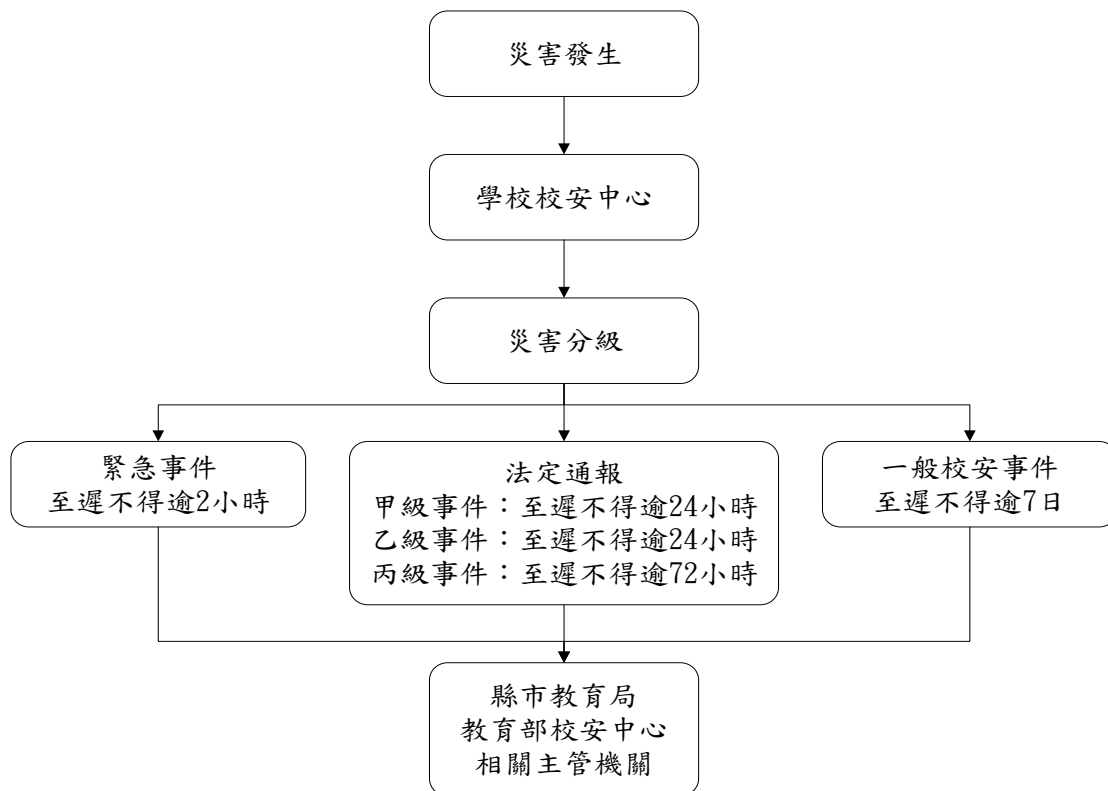 災害發生
學校校安中心
災害分級
緊急事件
至遲不得逾2小時
法定通報
甲級事件：至遲不得逾24小時
乙級事件：至遲不得逾24小時
丙級事件：至遲不得逾72小時
一般校安事件
至遲不得逾7日
縣市教育局
教育部校安中心
相關主管機關